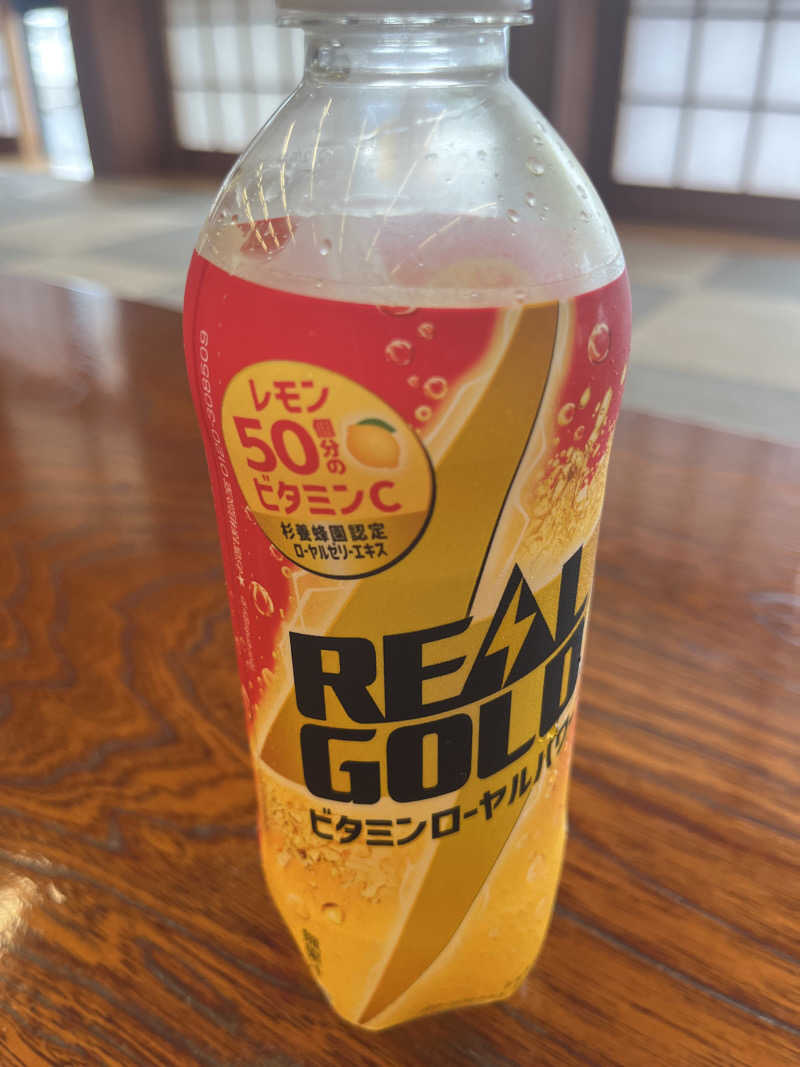 レモン
50個分の
ビタミンC
杉養蜂園認定
ローヤルゼリーエキス
REAL
GOLD
ビタミンローヤルパワ
0120-308509